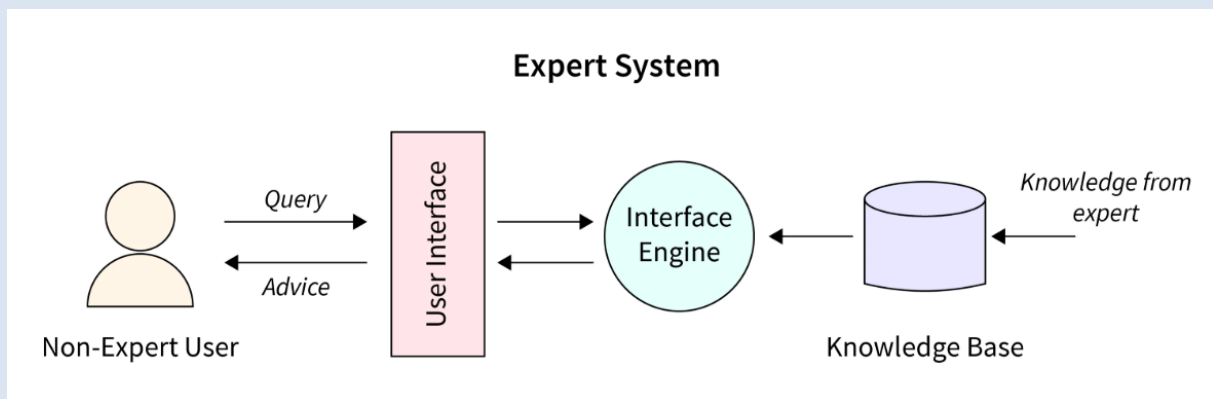 Expert System
Query
Advice
Non-Expert User
User Interface
Interface
Engine
Knowledge from
expert
Knowledge Base